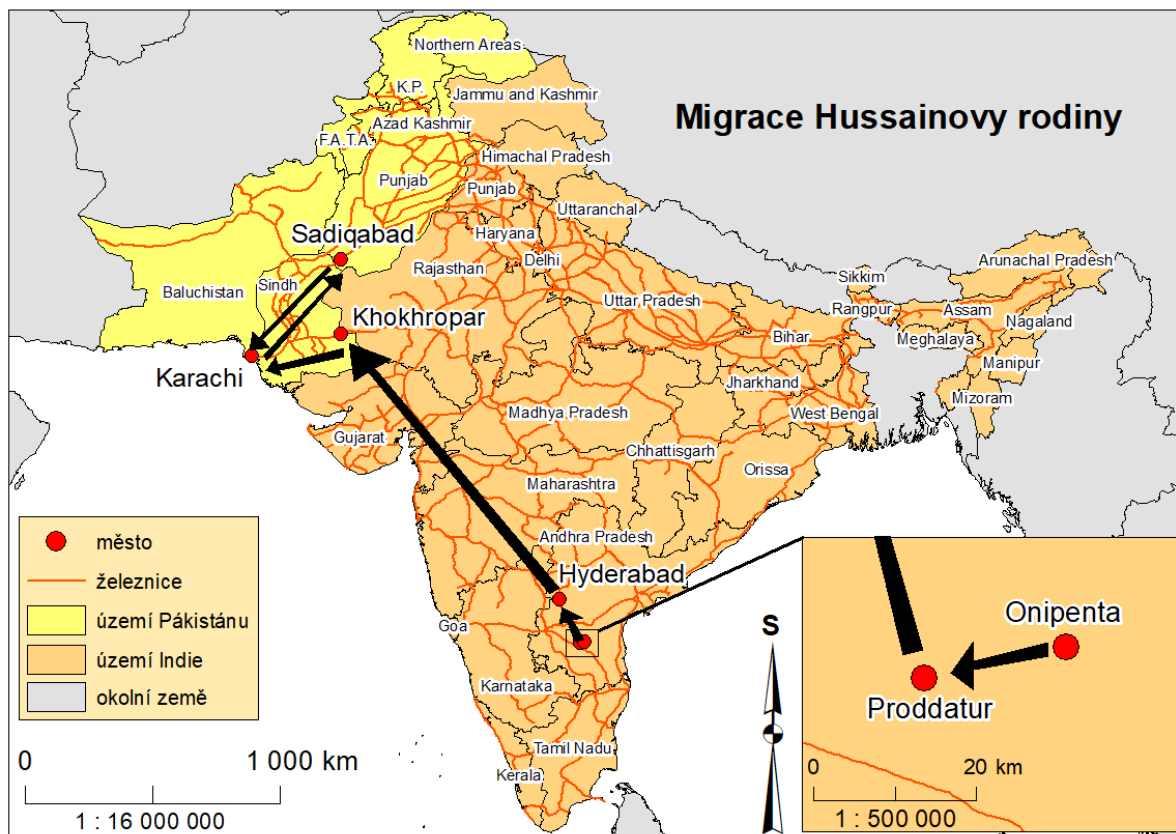 Northern Areas
K.P.
Jammu and Kashmir
Azad Kashmir
F.A.T.A.
Migrace Hussainovy rodiny
Himachal Pradesh
Punjab
Punjab
Uttaranchal
Sadiqabad
Haryana
Delhi
Rajasthan
Baluchistan
Sindh
Uttar Pradesh
Sikkim
Arunachal Pradesh
Rangpur
Assam
Nagaland
Khokhropar
Bihar
Meghalaya
Manipur
Karachi
Jharkhand
Mizoram
Madhya Pradesh
West Bengal
Gujarat
Chhattisgarh
Orissa
Maharashtra
Andhra Pradesh
Hyderabad
Goa
Karnataka
Tamil Nadu
Kerala
město
železnice
území Pákistánu
území Indie
okolní země
0 1 000 km
1 : 16 000 000
S
Onipenta
Proddatur
0 20 km
1 : 500 000